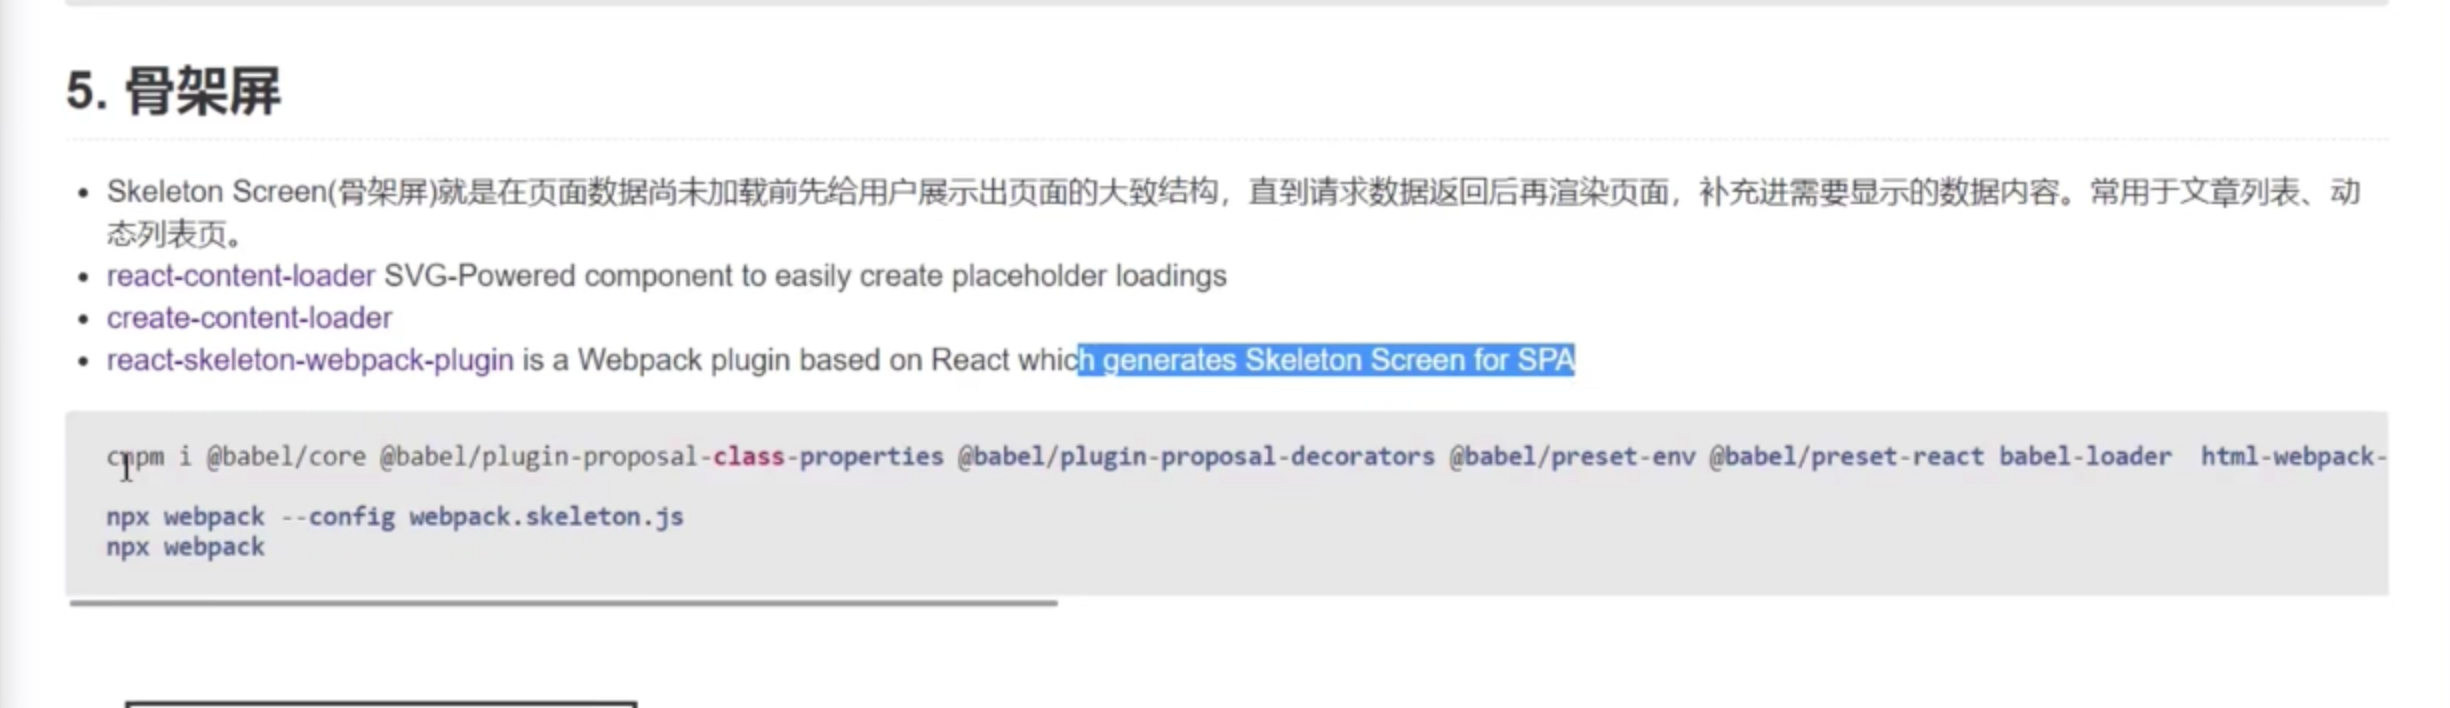 5. 骨架屏
Skeleton Screen(骨架屏)就是在页面数据尚未加载前先给用户展示出页面的大致结构，直到请求数据返回后再渲染页面，补充进需要显示的数据内容。常用于文章列表、动
态列表页。
react-content-loader SVG-Powered component to easily create placeholder loadings
create-content-loader
react-skeleton-webpack-plugin is a Webpack plugin based on React which generates Skeleton Screen for SPA
cnpm i @babel/core @babel/plugin-proposal-class-properties @babel/plugin-proposal-decorators @babel/preset-env @babel/preset-react babel-loader  html-webpack-
npx webpack --config webpack.skeleton.js
npx webpack